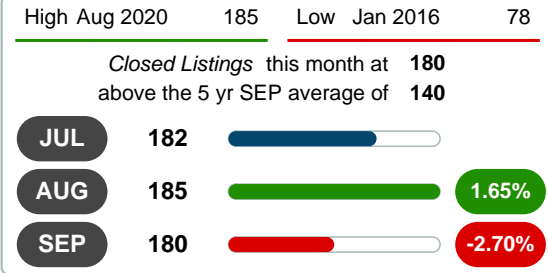 High Aug 2020 185 Low Jan 2016 78
Closed Listings this month at 180
above the 5 yr SEP average of 140
JUL 182
AUG 185 1.65%
SEP 180 -2.70%